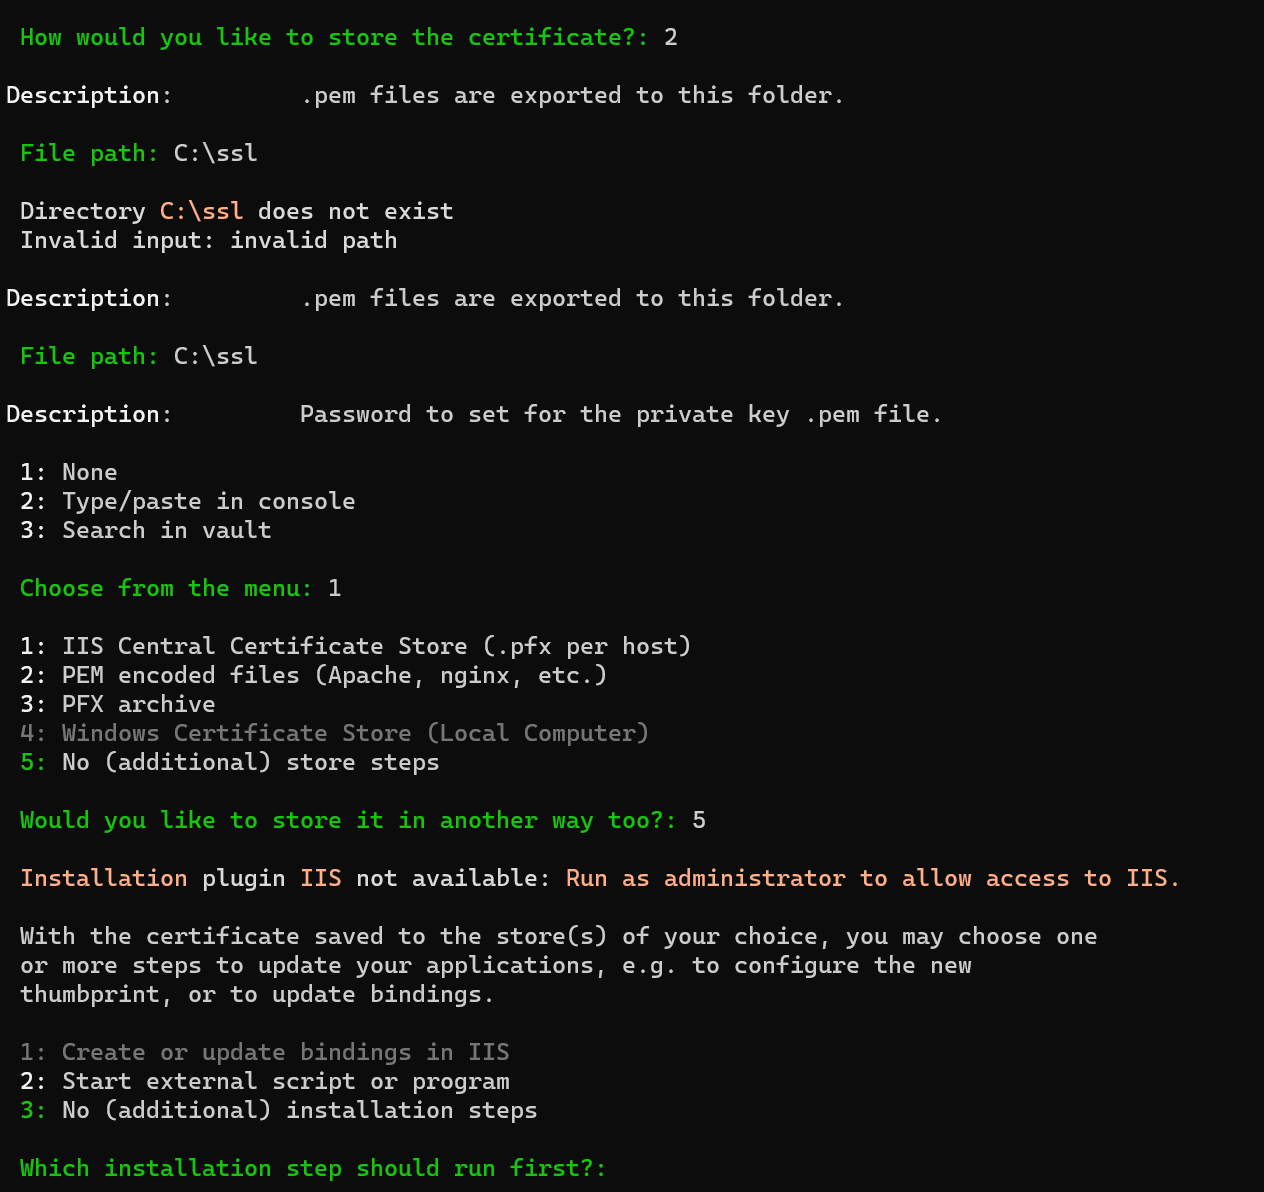 How would you like to store the certificate?: 2
Description: .pem files are exported to this folder.
File path: C:\ssl
Directory C:\ssl does not exist
Invalid input: invalid path
Description: .pem files are exported to this folder.
File path: C:\ssl
Description: Password to set for the private key .pem file.
1: None
2: Type/paste in console
3: Search in vault
Choose from the menu: 1
1: IIS Central Certificate Store (.pfx per host)
2: PEM encoded files (Apache, nginx, etc.)
3: PFX archive
4: Windows Certificate Store (Local Computer)
5: No (additional) store steps
Would you like to store it in another way too?: 5
Installation plugin IIS not available: Run as administrator to allow access to IIS.
With the certificate saved to the store(s) of your choice, you may choose one
or more steps to update your applications, e.g. to configure the new
thumbprint, or to update bindings.
1: Create or update bindings in IIS
2: Start external script or program
3: No (additional) installation steps
Which installation step should run first?: